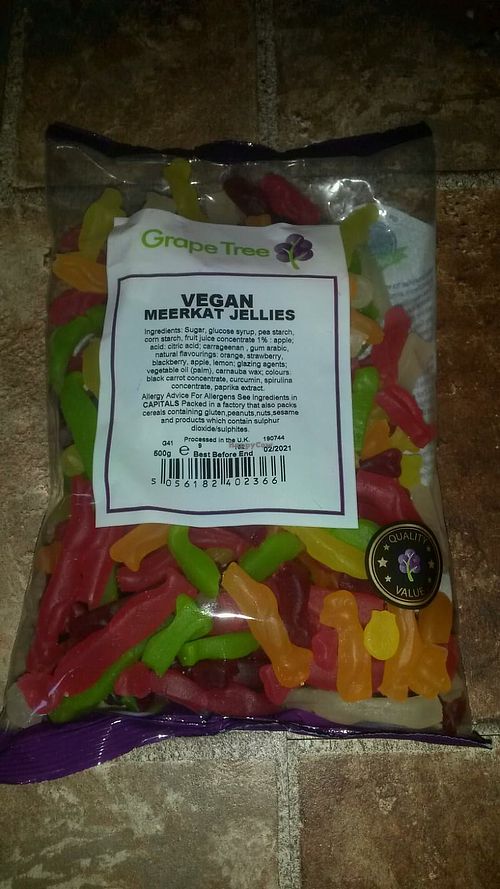 Grape Tree
VEGAN
MEERKAT JELLIES
Ingredients: Sugar, glucose syrup, pea starch,
corn starch, fruit juice concentrate 1% : apple;
acid: citric acid; carrageenan , gum arabic,
natural flavourings: orange, strawberry,
blackberry, apple, lemon; glazing agents;
vegetable oil (palm), carnauba wax; colours:
black carrot concentrate, curcumin, spirulina
concentrate, paprika extract.
Allergy Advice For Allergens See Ingredients in
CAPITALS Packed in a factory that also packs
cereals containing gluten,peanuts,nuts,sesame
and products which contain sulphur
dioxide/sulphites.
Processed in the U.K. 190744
G41 9
500g e Best Before End 02/2021
5 056182 402366
HappyCow
QUALITY
VALUE